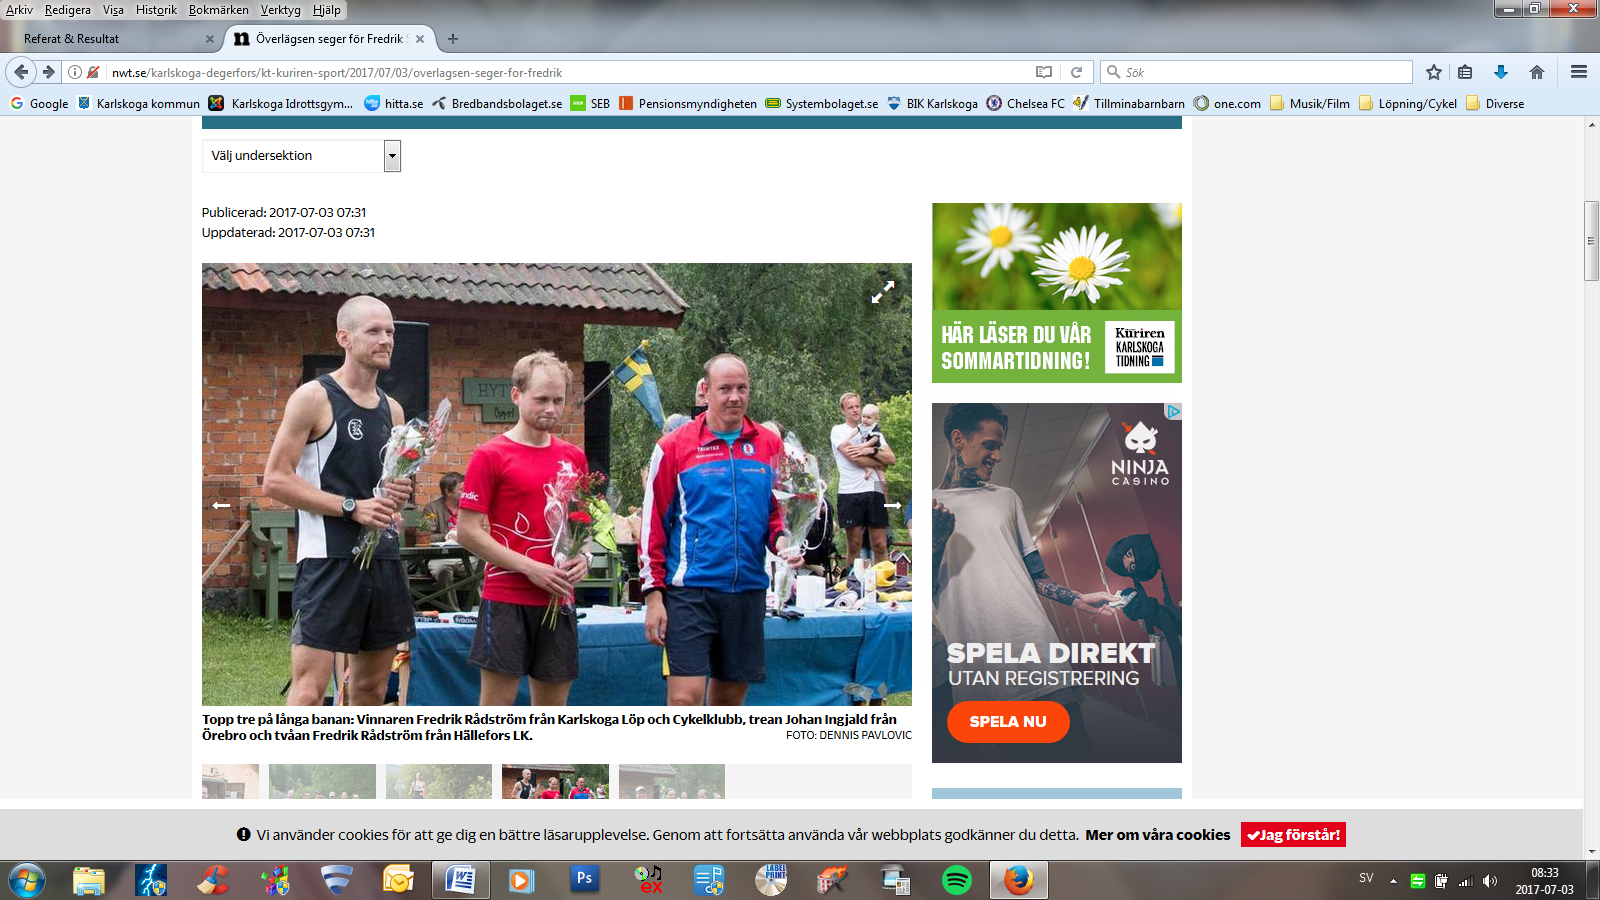 Arkiv Redigera Visa Historik Bokmärken Verktyg Hjälp
Referat & Resultat
Överlägsen seger för Fredrik S
nwt.se/karlskoga-degerfors/kt-kuriren-sport/2017/07/03/overlagsen-seger-for-fredrik
Sök
Google Karlskoga kommun Karlskoga Idrottsgym... hitta.se Bredbandsbolaget.se SEB Pensionsmyndigheten Systembolaget.se BIK Karlskoga Chelsea FC Tillminabarnbarn one.com Musik/Film Löpning/Cykel Diverse
Välj undersektion
Publicerad: 2017-07-03 07:31
Uppdaterad: 2017-07-03 07:31
HYTT
Öppet
Topp tre på långa banan: Vinnaren Fredrik Rådström från Karlskoga Löp och Cykelklubb, trean Johan Ingjald från
Örebro och tvåan Fredrik Rådström från Hällefors LK.
FOTO: DENNIS PAVLOVIC
HÄR LÄSER DU VÅR
SOMMARTIDNING!
Kuriren
KARLSKOGA
TIDNING
NINJA
CASINO
SPELA DIREKT
UTAN REGISTRERING
SPELA NU
Vi använder cookies för att ge dig en bättre läsarupplevelse. Genom att fortsätta använda vår webbplats godkänner du detta. Mer om våra cookies Jag förstår!
Ps
ex
LABEL
PRINT
SV
08:33
2017-07-03